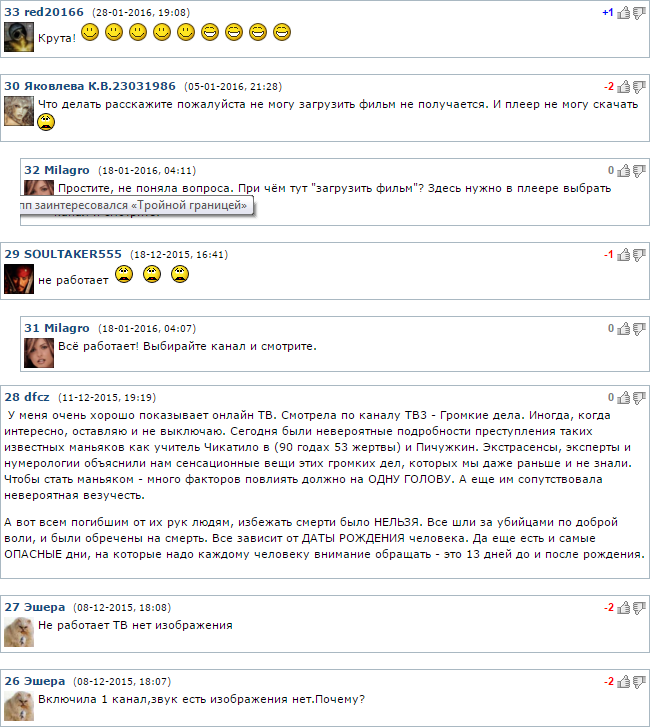 33 red20166 (28-01-2016, 19:08) +1
Крута!
30 Яковлева К.В.23031986 (05-01-2016, 21:28) -2
Что делать расскажите пожалуйста не могу загрузить фильм не получается. И плеер не могу скачать
32 Milagro (18-01-2016, 04:11) 0
Простите, не поняла вопроса. При чём тут "загрузить фильм"? Здесь нужно в плеере выбрать
заинтересовался «Тройной границей»
29 SOULTAKER555 (18-12-2015, 16:41) -1
не работает
31 Milagro (18-01-2016, 04:07) 0
Всё работает! Выбирайте канал и смотрите.
28 dfcz (11-12-2015, 19:19) 0
У меня очень хорошо показывает онлайн ТВ. Смотрела по каналу ТВ3 - Громкие дела. Иногда, когда
интересно, оставляю и не выключаю. Сегодня были невероятные подробности преступления таких
известных маньяков как учитель Чикатило в (90 годах 53 жертвы) и Пичужкин. Экстрасенсы, эксперты и
нумерологи объяснили нам сенсационные вещи этих громких дел, которых мы даже раньше и не знали.
Чтобы стать маньяком - много факторов повлиять должно на ОДНУ ГОЛОВУ. А еще им сопутствовала
невероятная везучесть.
А вот всем погибшим от их рук людям, избежать смерти было НЕЛЬЗЯ. Все шли за убийцами по доброй
воли, и были обречены на смерть. Все зависит от ДАТЫ РОЖДЕНИЯ человека. Да еще есть и самые
ОПАСНЫЕ дни, на которые надо каждому человеку внимание обращать - это 13 дней до и после рождения.
27 Эшера (08-12-2015, 18:08) -2
Не работает ТВ нет изображения
26 Эшера (08-12-2015, 18:07) -2
Включила 1 канал,звук есть изображения нет.Почему?